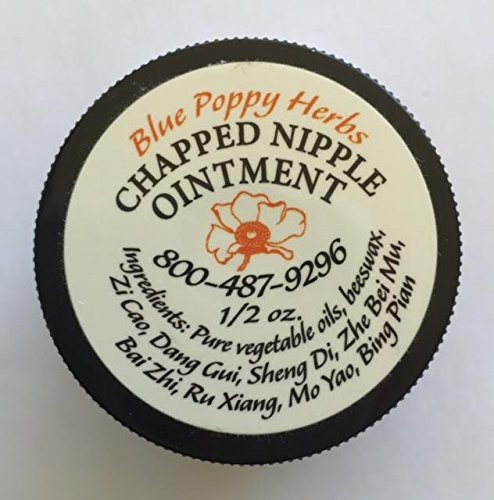 Blue Poppy Herbs
CHAPPED NIPPLE
OINTMENT
800-487-9296
1/2 oz.
Ingredients: Pure vegetable oils, beeswax,
Zi Cao, Dang Gui, Sheng Di, Zhe Bei Mu,
Bai Zhi, Ru Xiang, Mo Yao, Bing Pian